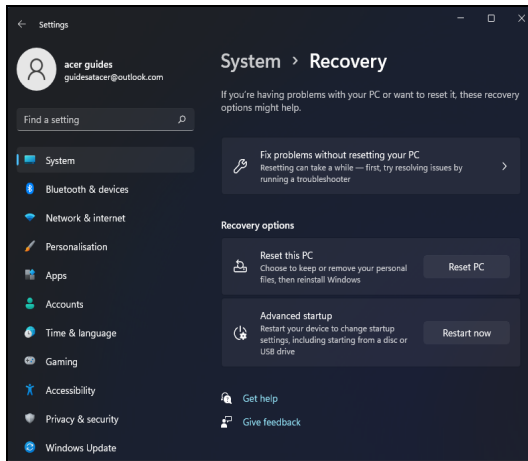 Settings
acer guides
guidesatacer@outlook.com
Find a setting
System
Bluetooth & devices
Network & internet
Personalisation
Apps
Accounts
Time & language
Gaming
Accessibility
Privacy & security
Windows Update
System > Recovery
If you're having problems with your PC or want to reset it, these recovery
options might help.
Fix problems without resetting your PC
Resetting can take a while — first, try resolving issues by
running a troubleshooter
Recovery options
Reset this PC
Choose to keep or remove your personal
files, then reinstall Windows
Reset PC
Advanced startup
Restart your device to change startup
settings, including starting from a disc or
USB drive
Restart now
Get help
Give feedback